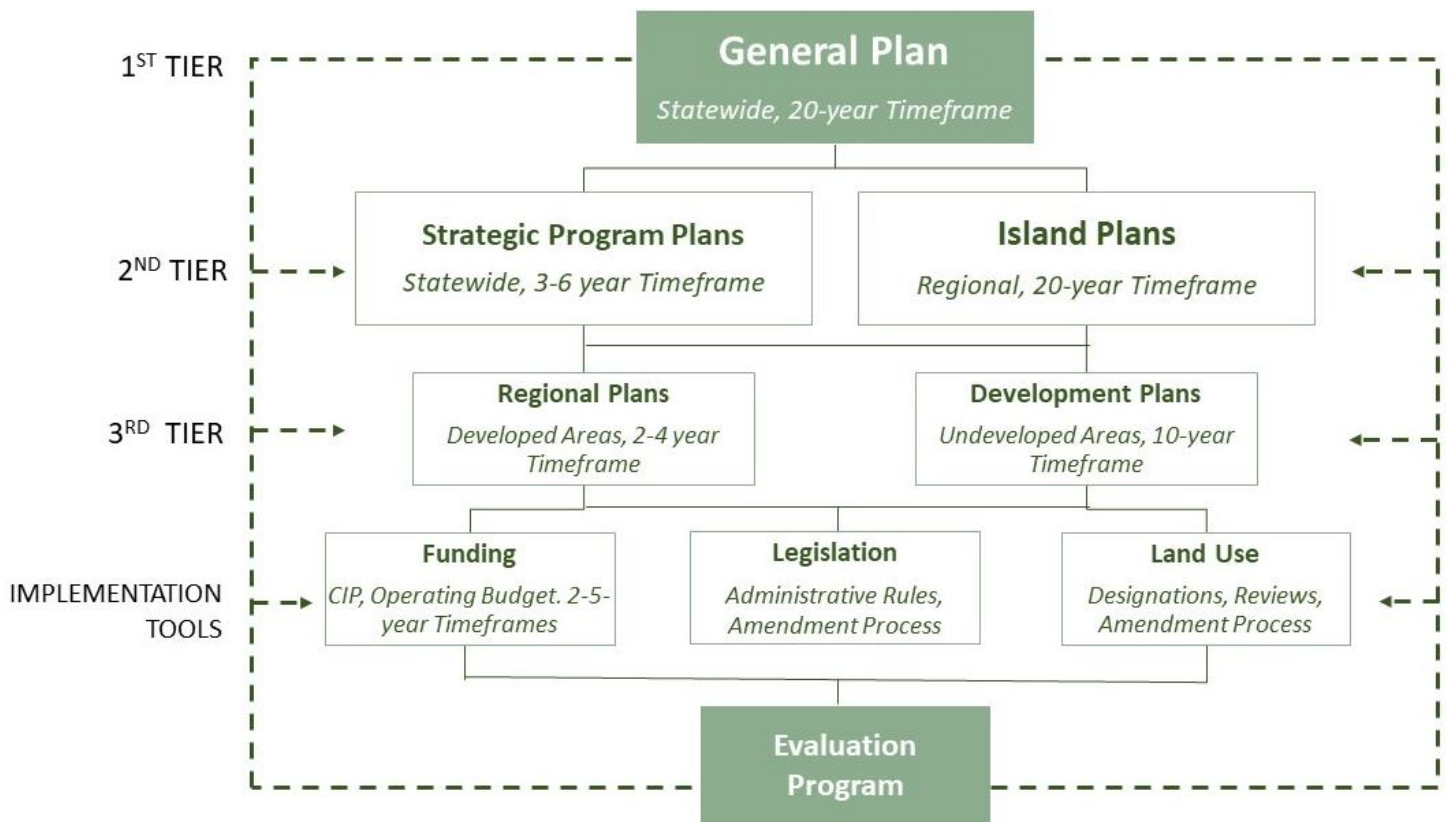 1ST TIER
General Plan
Statewide, 20-year Timeframe
2ND TIER
Strategic Program Plans
Statewide, 3-6 year Timeframe
Island Plans
Regional, 20-year Timeframe
3RD TIER
Regional Plans
Developed Areas, 2-4 year
Timeframe
Development Plans
Undeveloped Areas, 10-year
Timeframe
IMPLEMENTATION
TOOLS
Funding
CIP, Operating Budget. 2-5-
year Timeframes
Legislation
Administrative Rules,
Amendment Process
Land Use
Designations, Reviews,
Amendment Process
Evaluation
Program